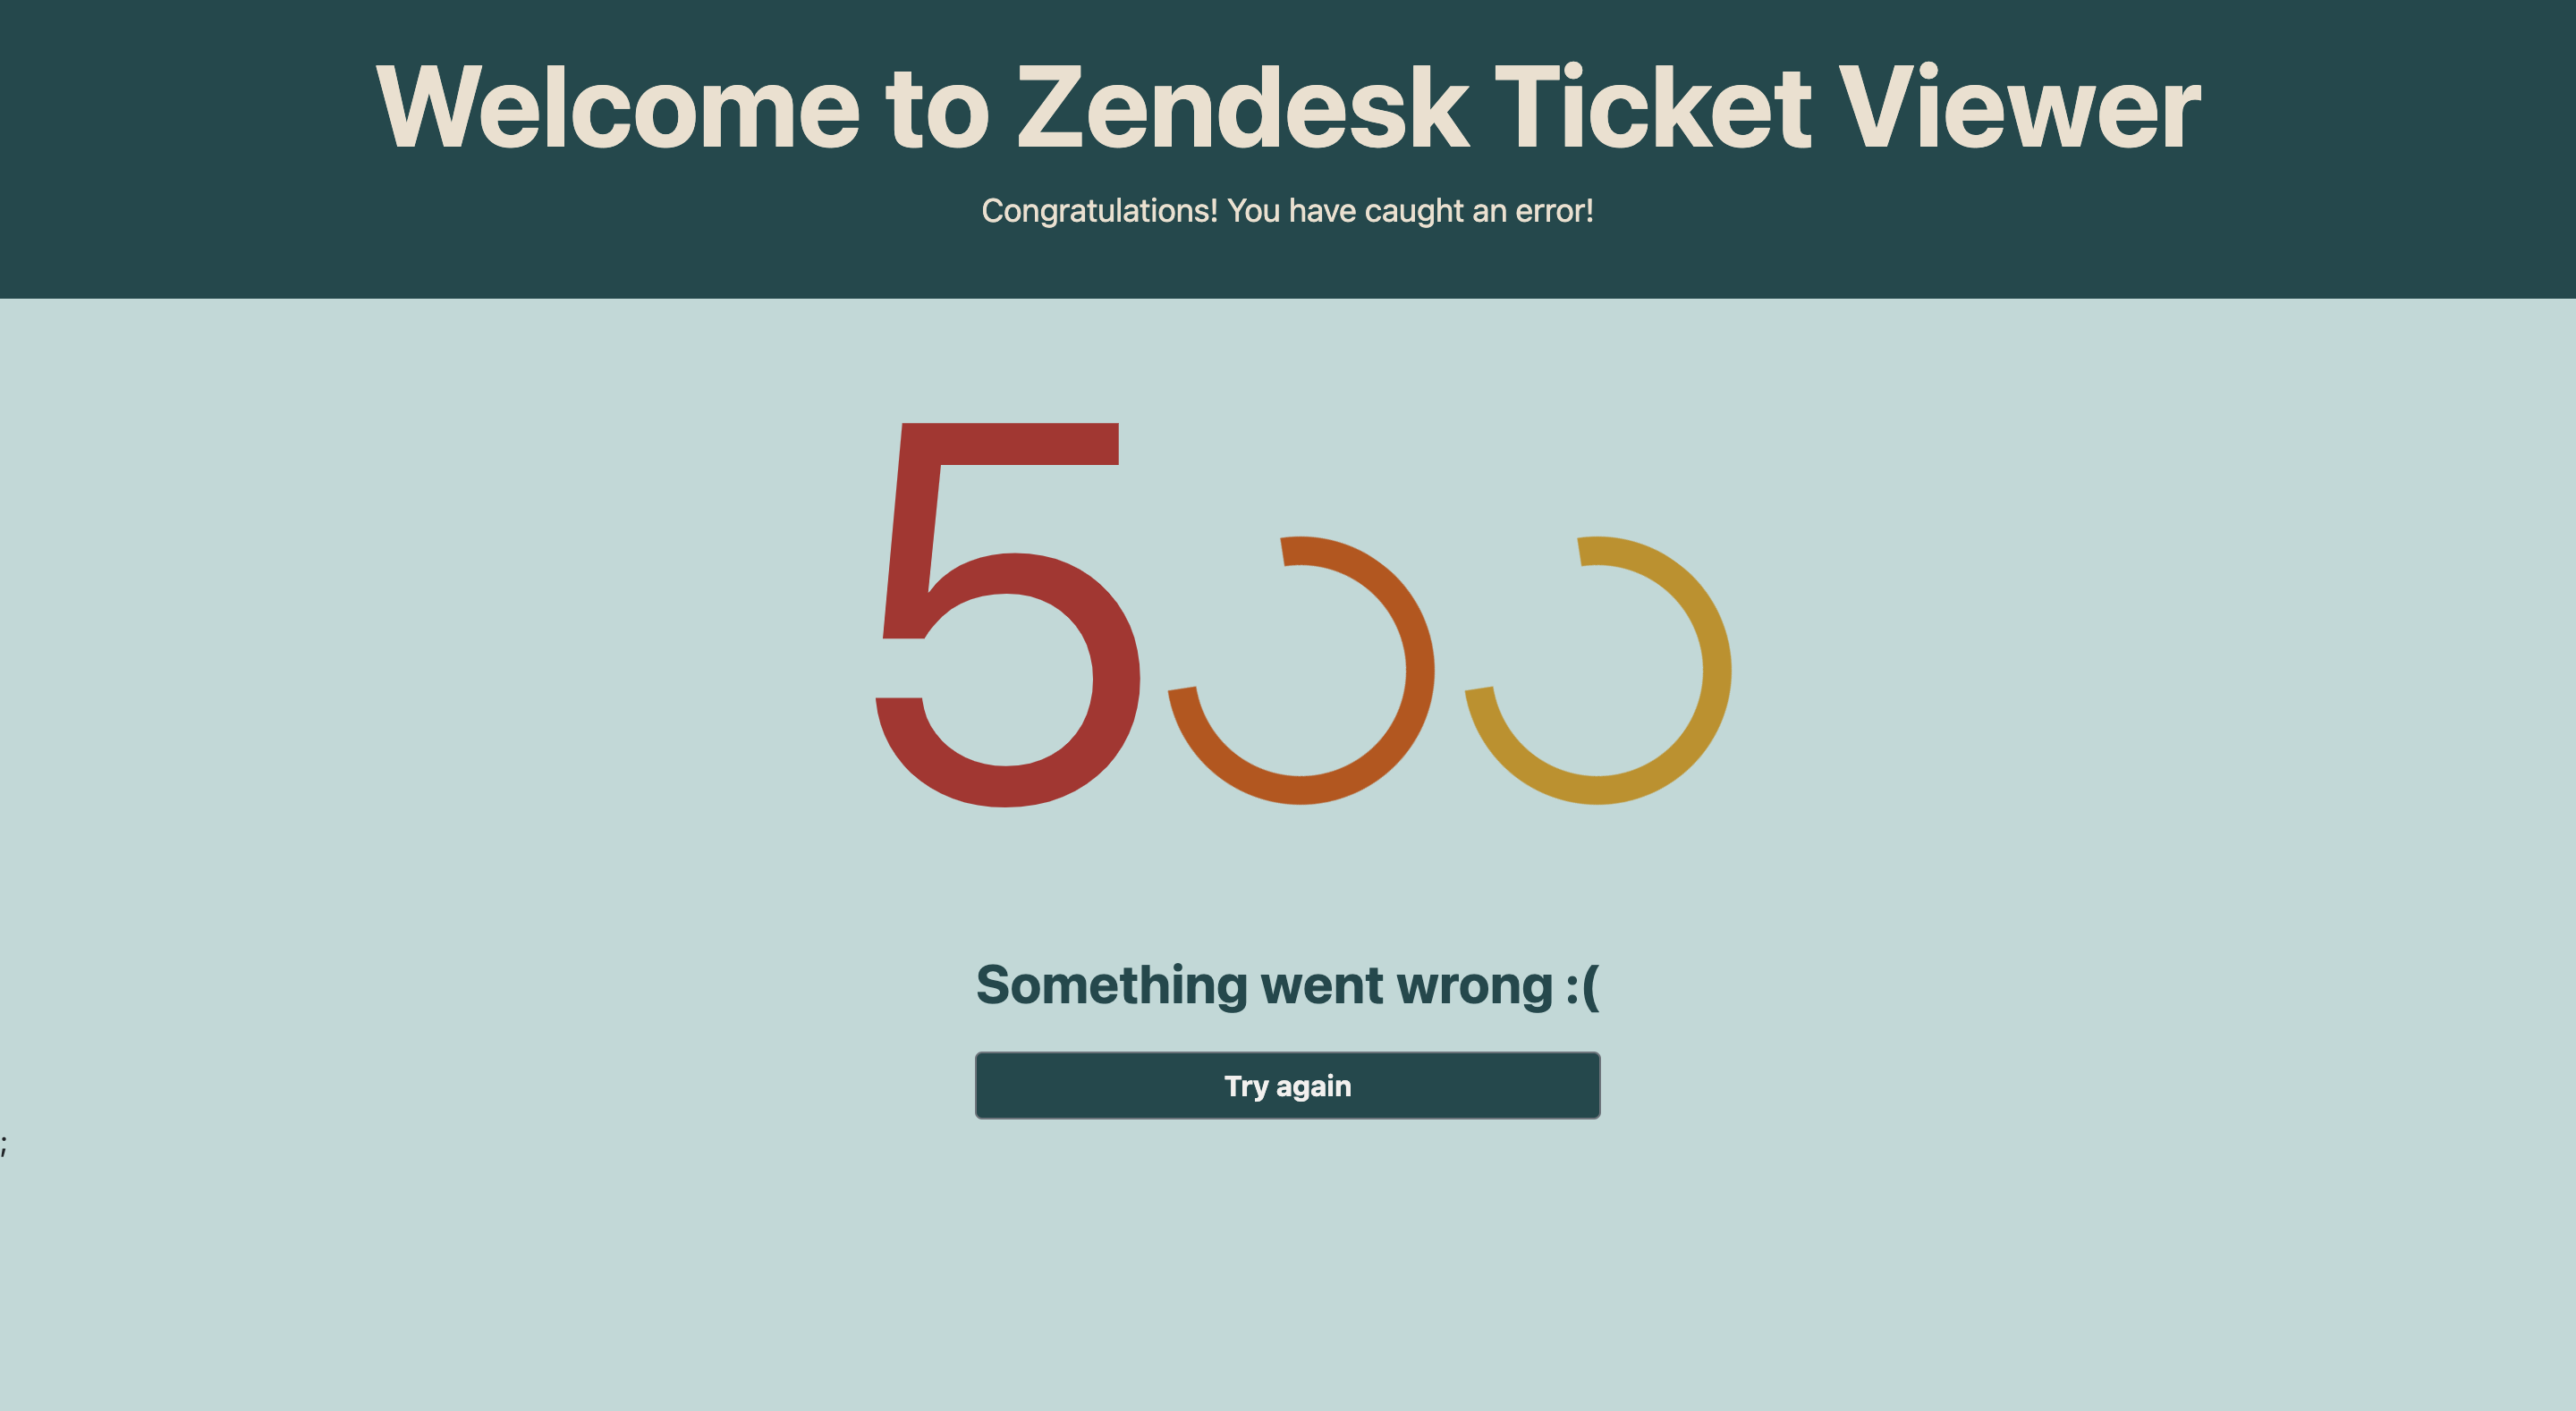 Welcome to Zendesk Ticket Viewer
Congratulations! You have caught an error!
500
Something went wrong :(
Try again
;